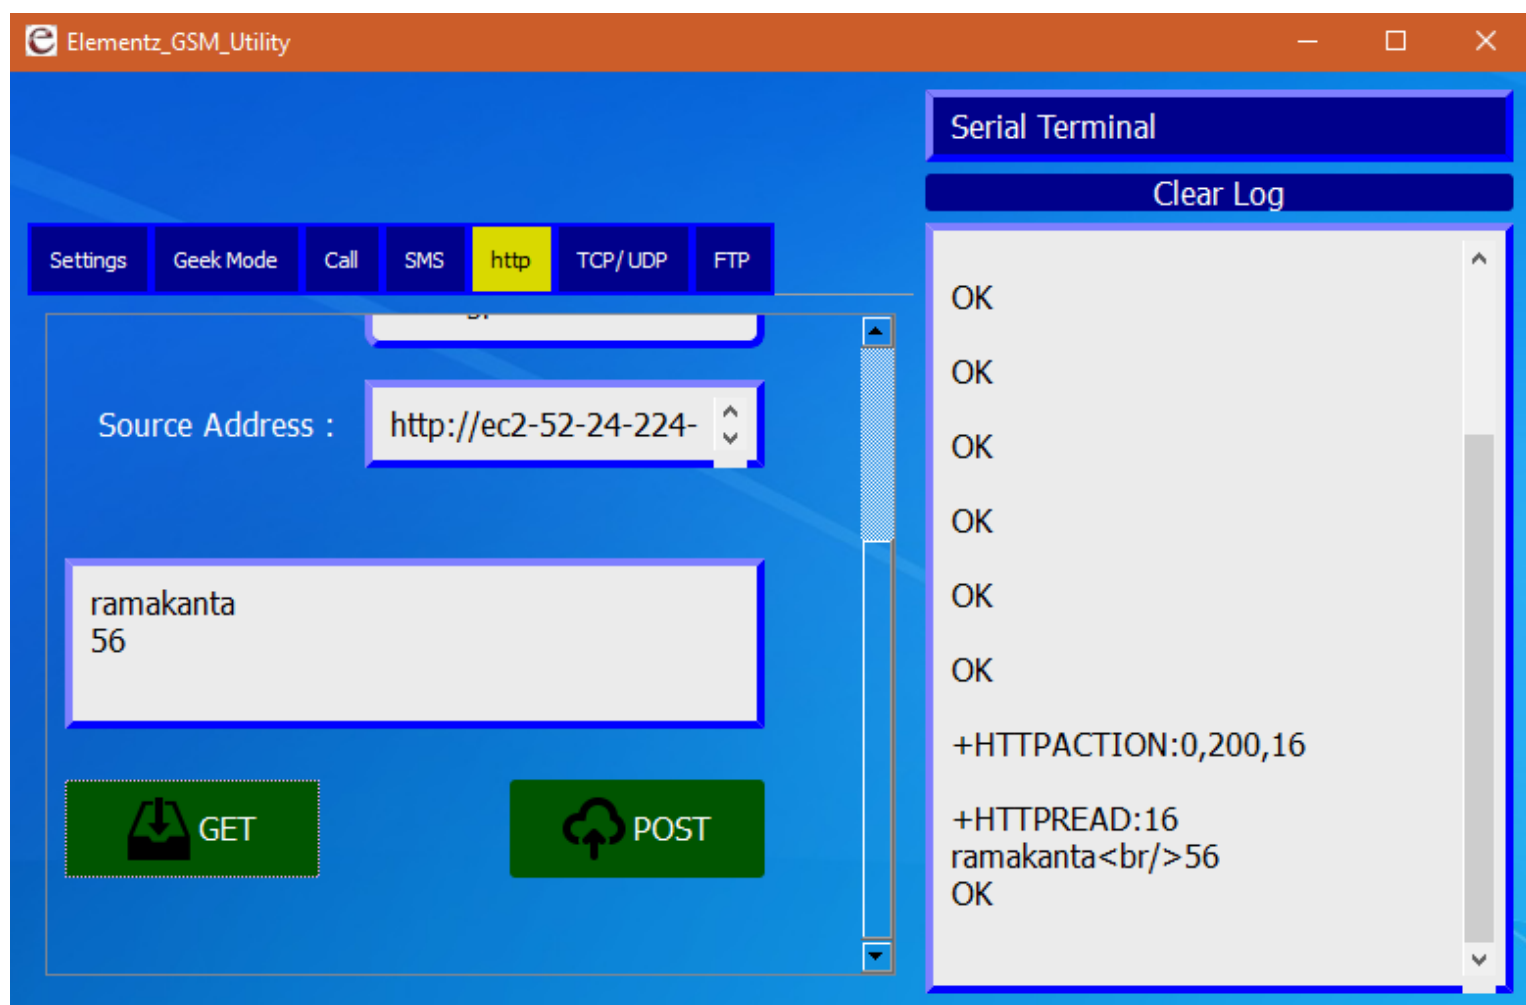 Elementz_GSM_Utility
Serial Terminal
Clear Log
Settings
Geek Mode
Call
SMS
http
TCP/ UDP
FTP
Source Address :
http://ec2-52-24-224-
ramakanta
56
GET
POST
OK
OK
OK
OK
OK
OK
+HTTPACTION:0,200,16
+HTTPREAD:16
ramakanta<br/>56
OK